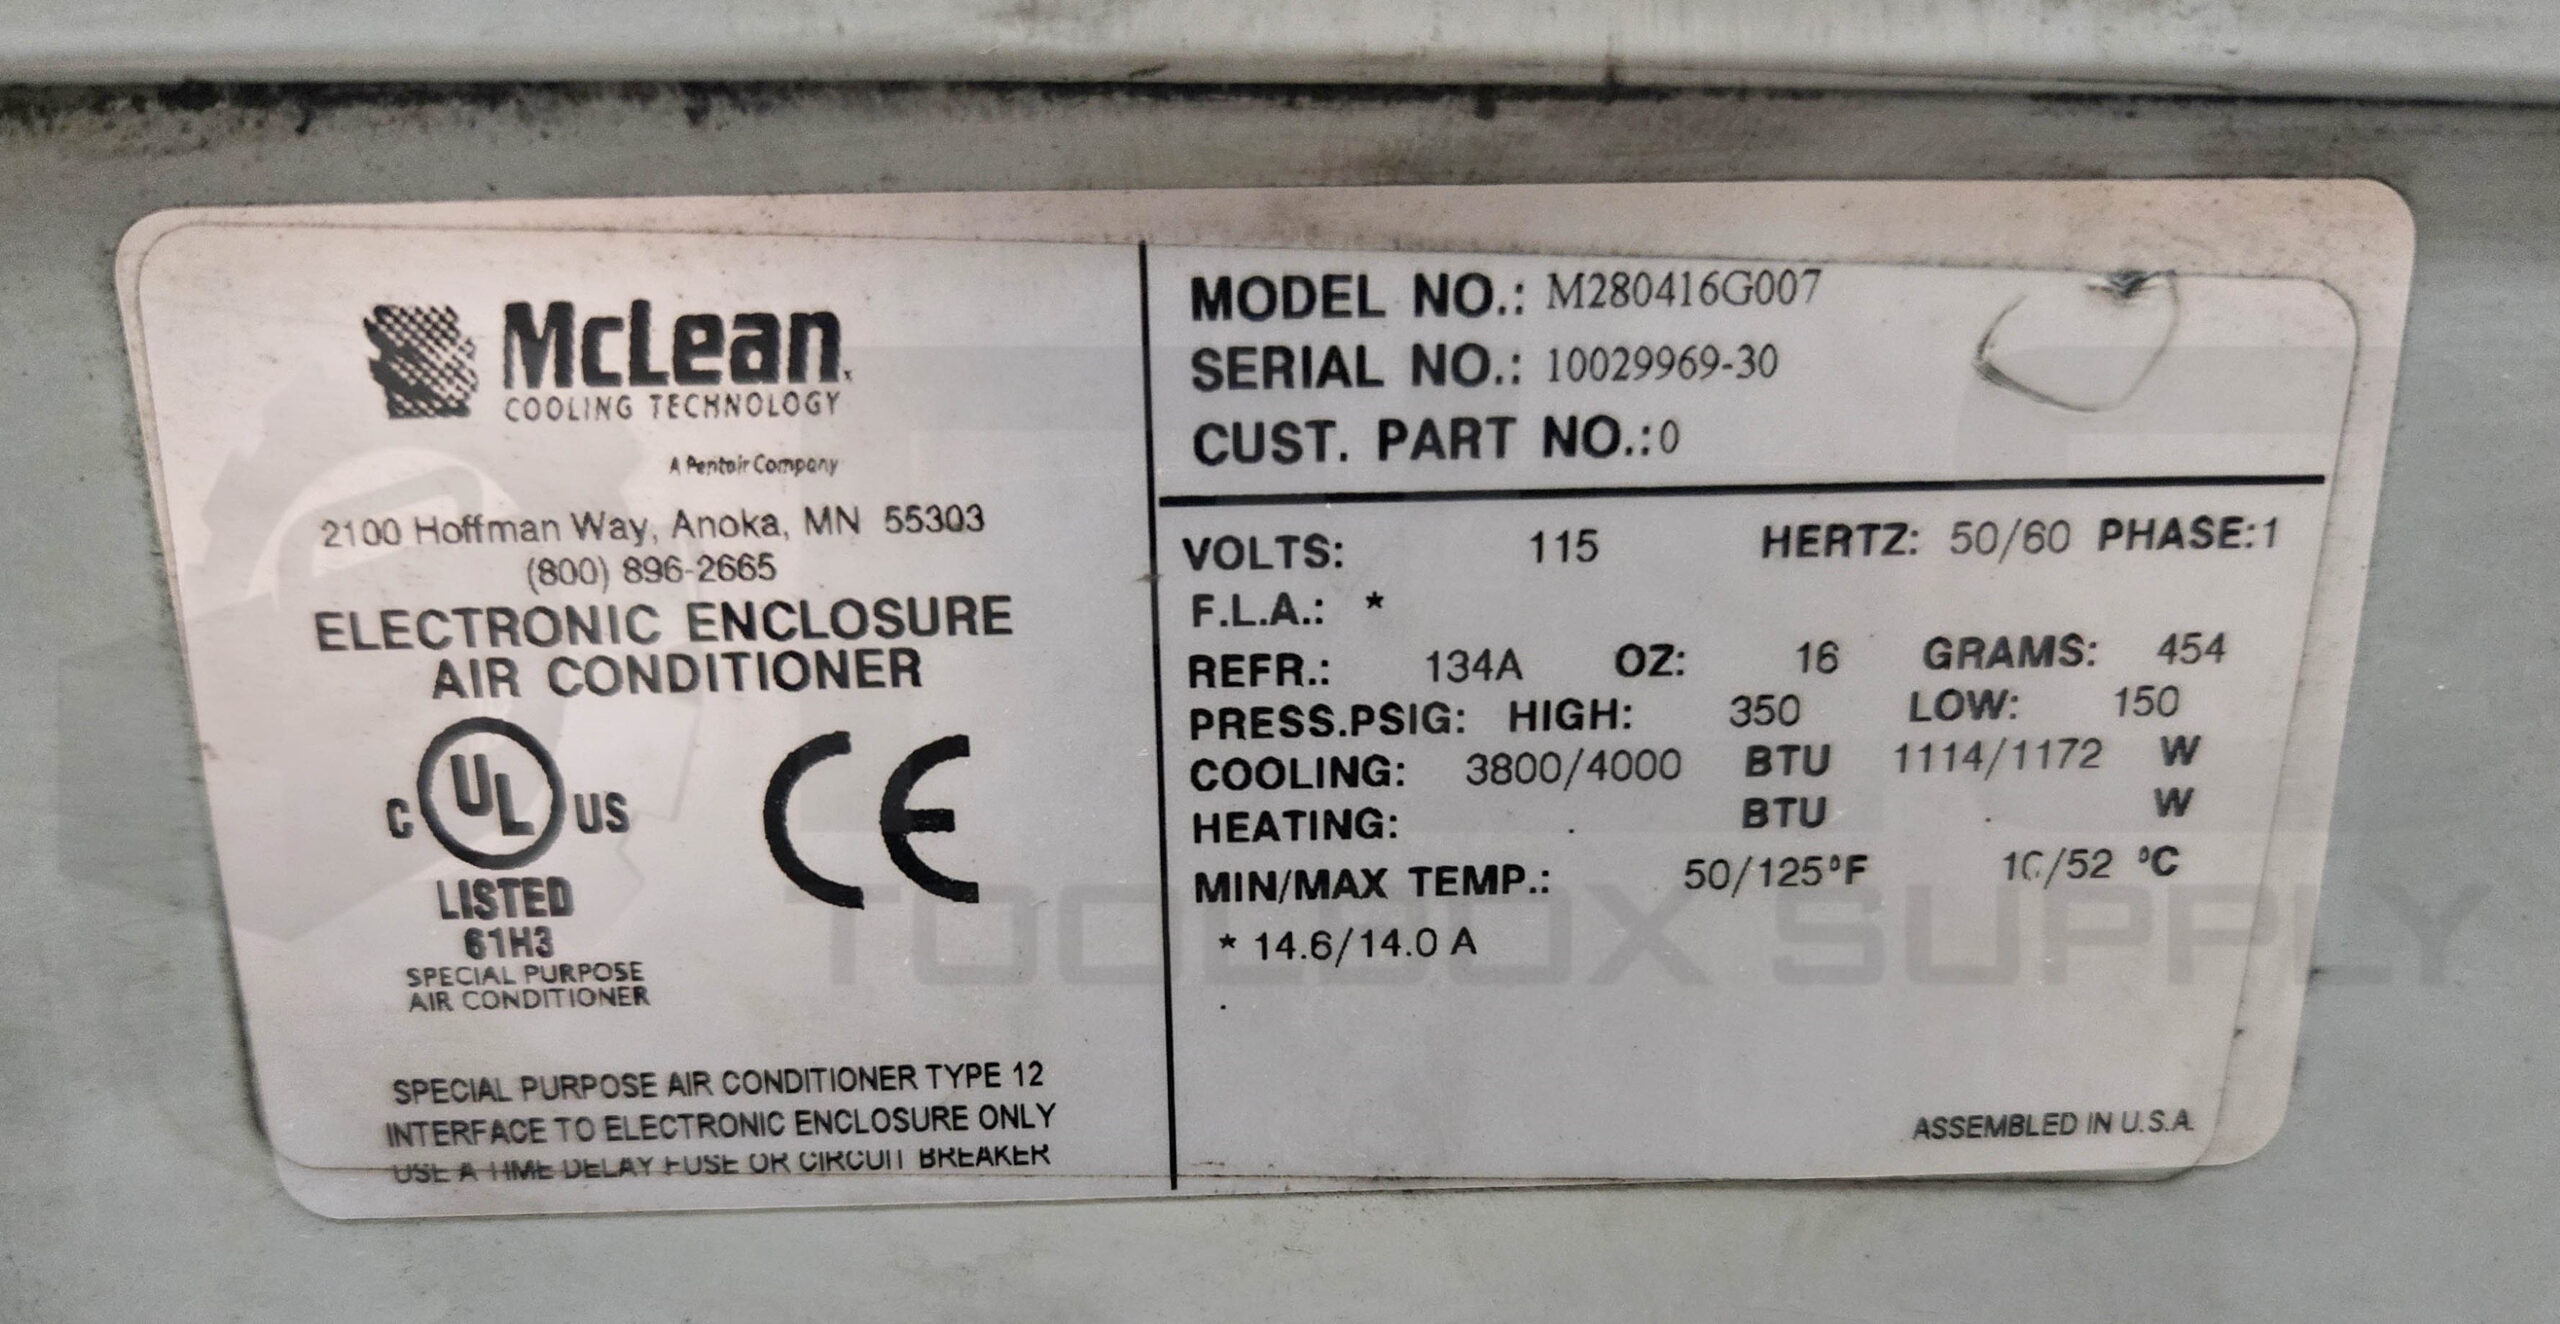 McLean
COOLING TECHNOLOGY
A Pentair Company
2100 Hoffman Way, Anoka, MN 55303
(800) 896-2665
ELECTRONIC ENCLOSURE
AIR CONDITIONER
C UL US
LISTED
61H3
SPECIAL PURPOSE
AIR CONDITIONER
CE
SPECIAL PURPOSE AIR CONDITIONER TYPE 12
INTERFACE TO ELECTRONIC ENCLOSURE ONLY
USE A TIME DELAY FUSE OR CIRCUIT BREAKER
MODEL NO.: M280416G007
SERIAL NO.: 10029969-30
CUST. PART NO.:0
VOLTS: 115 HERTZ: 50/60 PHASE:1
F.L.A.: *
REFR.: 134A OZ: 16 GRAMS: 454
PRESS.PSIG: HIGH: 350 LOW: 150
COOLING: 3800/4000 BTU 1114/1172 W
HEATING: . BTU . W
MIN/MAX TEMP.: 50/125°F 10/52 °C
* 14.6/14.0 A
.
ASSEMBLED IN U.S.A.
TOOLBOX SUPPLY